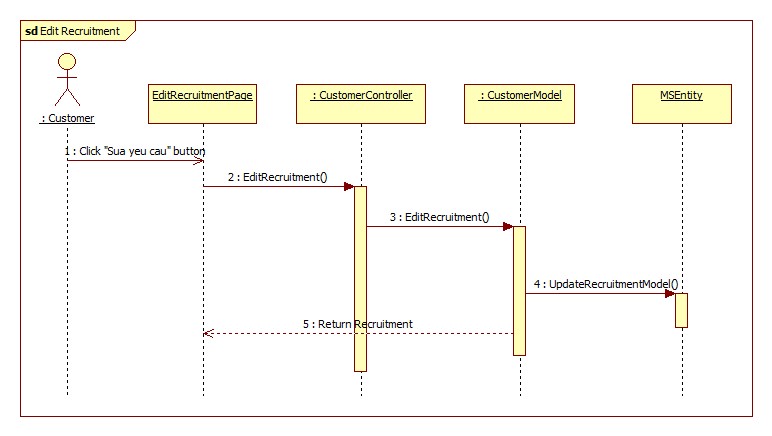 sd Edit Recruitment
: Customer
EditRecruitmentPage
: CustomerController
: CustomerModel
MSEntity
1 : Click "Sua yeu cau" button
2 : EditRecruitment()
3 : EditRecruitment()
4 : UpdateRecruitmentModel()
5 : Return Recruitment